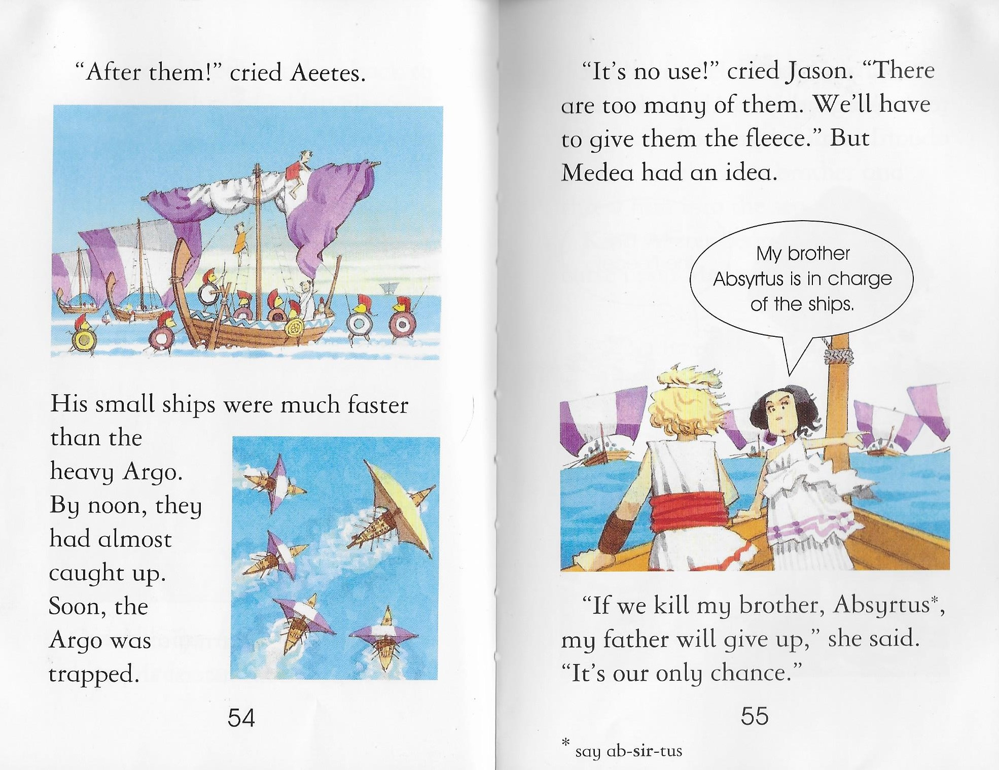 “After them!” cried Aeetes.
His small ships were much faster
than the
heavy Argo.
By noon, they
had almost
caught up.
Soon, the
Argo was
trapped.
54
“It’s no use!” cried Jason. “There
are too many of them. We’ll have
to give them the fleece.” But
Medea had an idea.
My brother
Absyrtus is in charge
of the ships.
“If we kill my brother, Absyrtus*,
my father will give up,” she said.
“It’s our only chance.”
55
* say ab-sir-tus